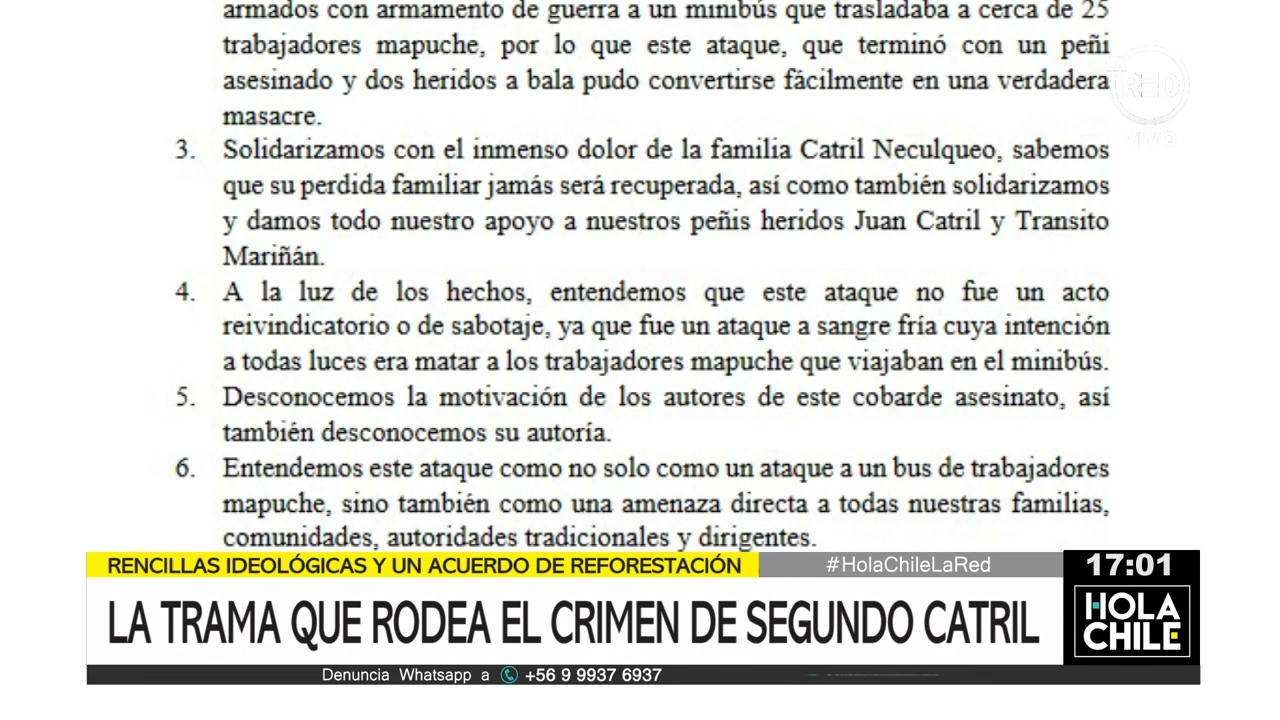 armados con armamento de guerra a un minibús que trasladaba a cerca de 25
trabajadores mapuche, por lo que este ataque, que terminó con un peñi
asesinado y dos heridos a bala pudo convertirse fácilmente en una verdadera
masacre.
3. Solidarizamos con el inmenso dolor de la familia Catril Neculqueo, sabemos
que su perdida familiar jamás será recuperada, así como también solidarizamos
y damos todo nuestro apoyo a nuestros peñis heridos Juan Catril y Transito
Mariñán.
4. A la luz de los hechos, entendemos que este ataque no fue un acto
reivindicatorio o de sabotaje, ya que fue un ataque a sangre fría cuya intención
a todas luces era matar a los trabajadores mapuche que viajaban en el minibús.
5. Desconocemos la motivación de los autores de este cobarde asesinato, así
también desconocemos su autoría.
6. Entendemos este ataque como no solo como un ataque a un bus de trabajadores
mapuche, sino también como una amenaza directa a todas nuestras familias,
comunidades, autoridades tradicionales y dirigentes.
LA RED
VIVO
RENCILLAS IDEOLÓGICAS Y UN ACUERDO DE REFORESTACIÓN
#HolaChileLaRed
17:01
LA TRAMA QUE RODEA EL CRIMEN DE SEGUNDO CATRIL
HOLA
CHILE
Denuncia Whatsapp a +56 9 9937 6937